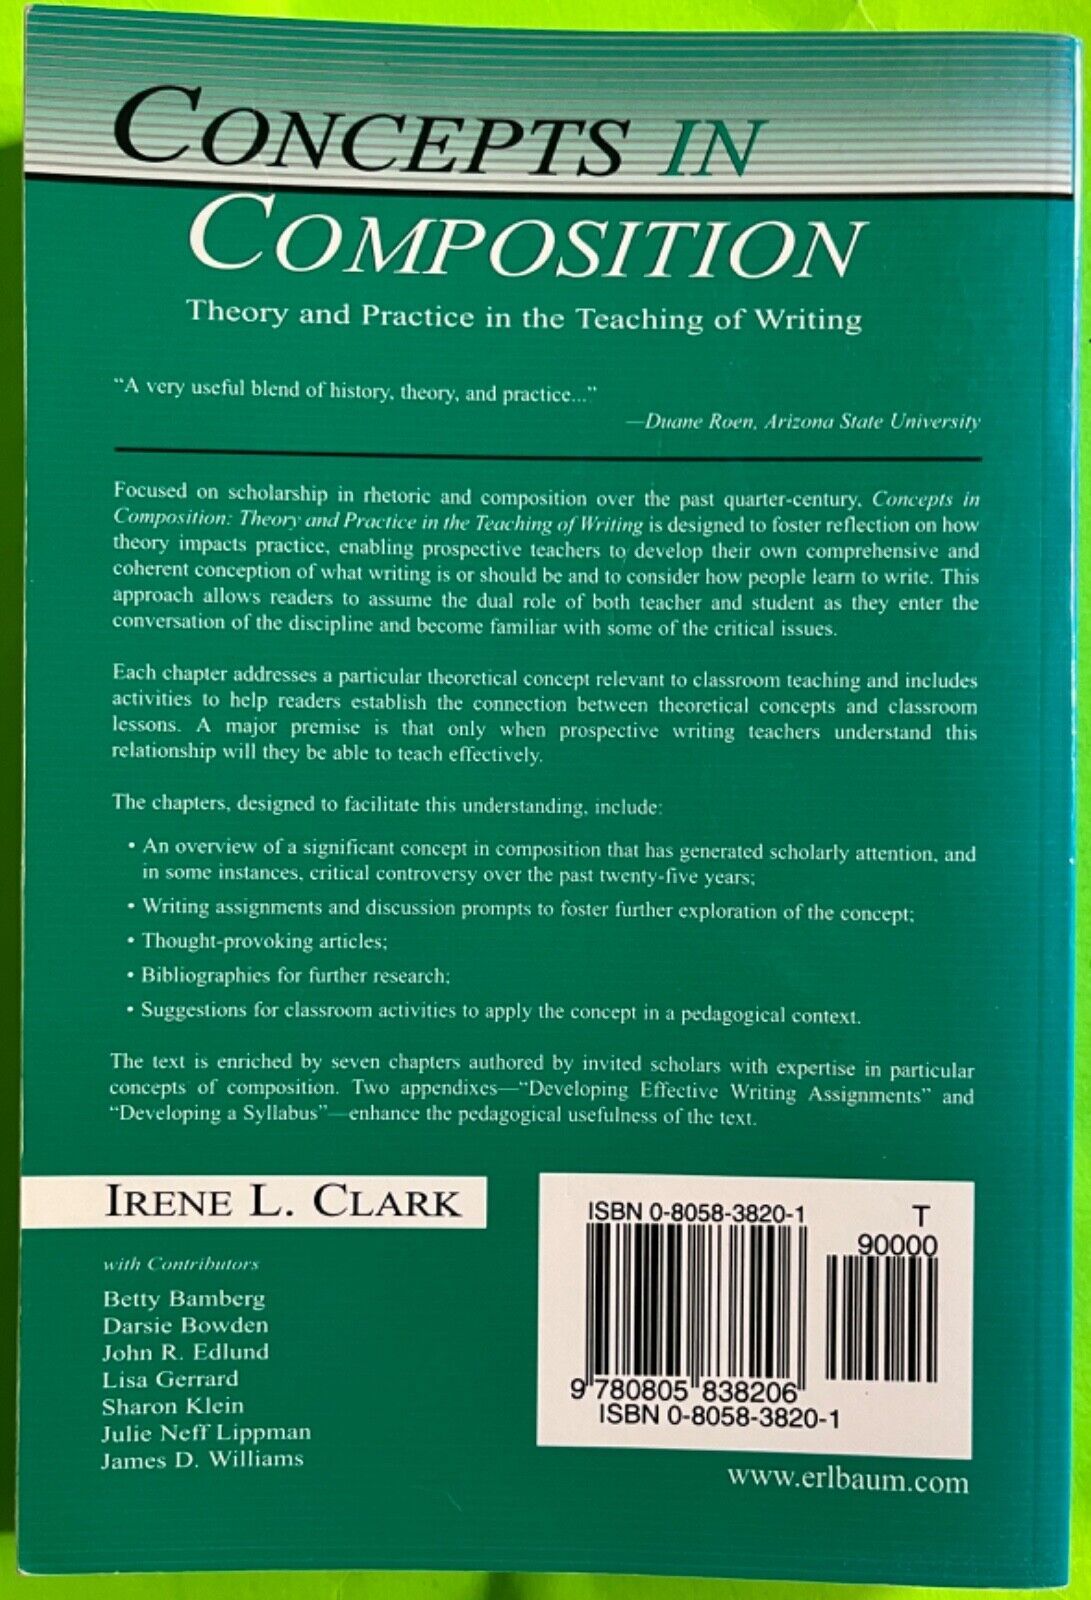 CONCEPTS IN
COMPOSITION
Theory and Practice in the Teaching of Writing
"A very useful blend of history, theory, and practice..."
—Duane Roen, Arizona State University
Focused on scholarship in rhetoric and composition over the past quarter-century, Concepts in
Composition: Theory and Practice in the Teaching of Writing is designed to foster reflection on how
theory impacts practice, enabling prospective teachers to develop their own comprehensive and
coherent conception of what writing is or should be and to consider how people learn to write. This
approach allows readers to assume the dual role of both teacher and student as they enter the
conversation of the discipline and become familiar with some of the critical issues.
Each chapter addresses a particular theoretical concept relevant to classroom teaching and includes
activities to help readers establish the connection between theoretical concepts and classroom
lessons. A major premise is that only when prospective writing teachers understand this
relationship will they be able to teach effectively.
The chapters, designed to facilitate this understanding, include:
• An overview of a significant concept in composition that has generated scholarly attention, and
in some instances, critical controversy over the past twenty-five years;
• Writing assignments and discussion prompts to foster further exploration of the concept;
• Thought-provoking articles;
• Bibliographies for further research;
• Suggestions for classroom activities to apply the concept in a pedagogical context.
The text is enriched by seven chapters authored by invited scholars with expertise in particular
concepts of composition. Two appendixes—"Developing Effective Writing Assignments" and
"Developing a Syllabus"—enhance the pedagogical usefulness of the text.
IRENE L. CLARK
with Contributors
Betty Bamberg
Darsie Bowden
John R. Edlund
Lisa Gerrard
Sharon Klein
Julie Neff Lippman
James D. Williams
ISBN 0-8058-3820-1
T
90000
9 780805 838206
ISBN 0-8058-3820-1
www.erlbaum.com